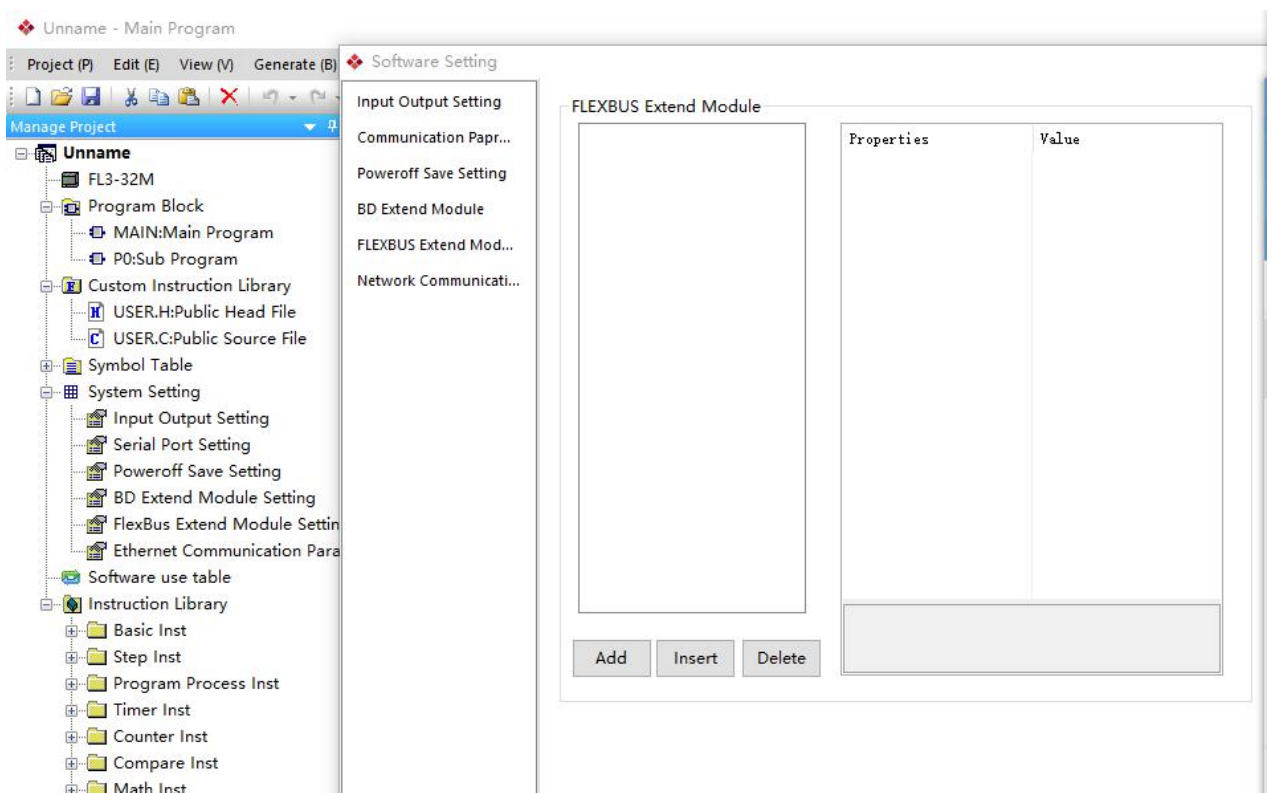 Unname - Main Program
Project (P) Edit (E) View (V) Generate (B)
Manage Project
Unname
FL3-32M
Program Block
MAIN:Main Program
P0:Sub Program
Custom Instruction Library
USER.H:Public Head File
USER.C:Public Source File
Symbol Table
System Setting
Input Output Setting
Serial Port Setting
Poweroff Save Setting
BD Extend Module Setting
FlexBus Extend Module Settin
Ethernet Communication Para
Software use table
Instruction Library
Basic Inst
Step Inst
Program Process Inst
Timer Inst
Counter Inst
Compare Inst
Math Inst
Software Setting
Input Output Setting
Communication Papr...
Poweroff Save Setting
BD Extend Module
FLEXBUS Extend Mod...
Network Communicati...
FLEXBUS Extend Module
Properties Value
Add Insert Delete